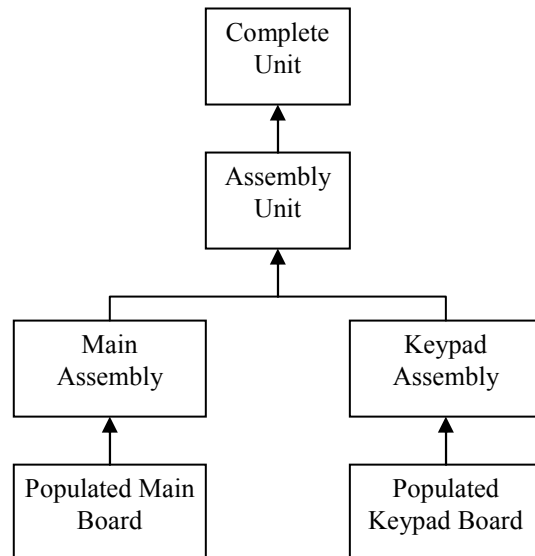 Complete
Unit
Assembly
Unit
Main
Assembly
Keypad
Assembly
Populated Main
Board
Populated
Keypad Board